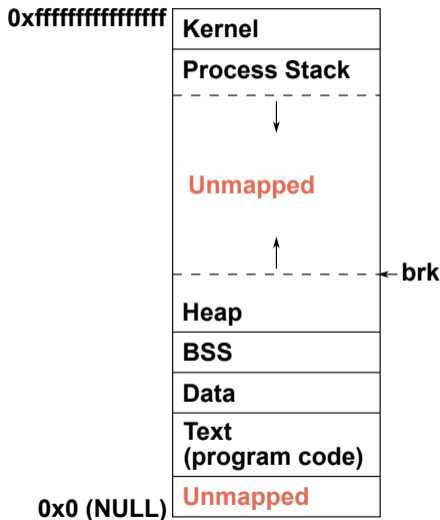 0xffffffffffffffff
Kernel
Process Stack
Unmapped
brk
Heap
BSS
Data
Text
(program code)
0x0 (NULL)
Unmapped